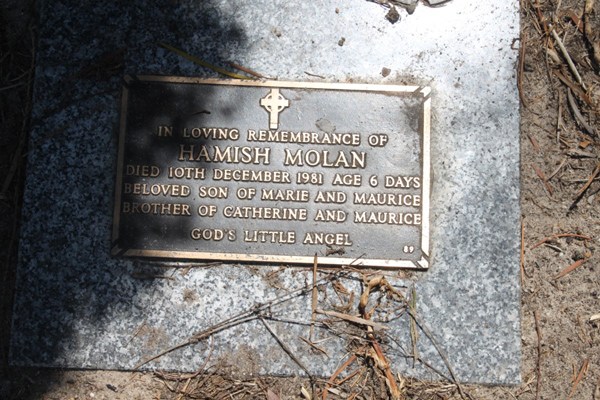 IN LOVING REMEMBRANCE OF
HAMISH MOLAN
DIED 10TH DECEMBER 1981 AGE 6 DAYS
BELOVED SON OF MARIE AND MAURICE
BROTHER OF CATHERINE AND MAURICE
GOD'S LITTLE ANGEL
89